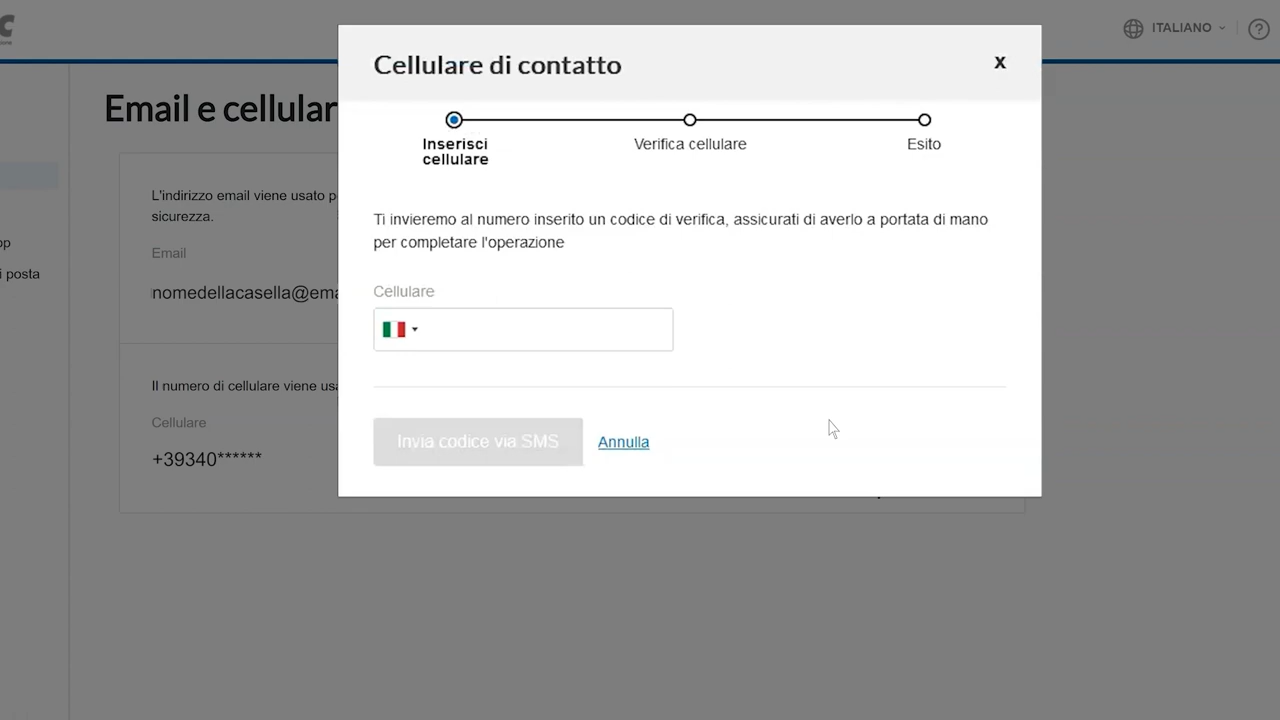 ITALIANO
Cellulare di contatto
x
Email e cellular
Inserisci
cellulare
Verifica cellulare
Esito
L'indirizzo email viene usato
sicurezza.
Ti invieremo al numero inserito un codice di verifica, assicurati di averlo a portata di mano
per completare l'operazione
Email
i posta
nomedellacasella@ema
Cellulare
Il numero di cellulare viene usa
Cellulare
+39340******
Invia codice via SMS
Annulla